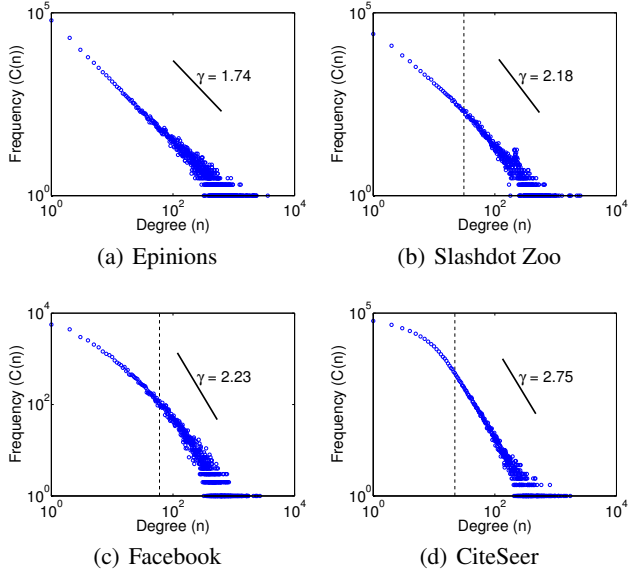 10^5
Frequency (C(n))
γ = 1.74
10^0
10^0
10^2
10^4
Degree (n)
(a) Epinions
10^5
Frequency (C(n))
γ = 2.18
10^0
10^0
10^2
10^4
Degree (n)
(b) Slashdot Zoo
10^4
Frequency (C(n))
γ = 2.23
10^2
10^0
10^0
10^2
10^4
Degree (n)
(c) Facebook
10^5
Frequency (C(n))
γ = 2.75
10^0
10^0
10^2
10^4
Degree (n)
(d) CiteSeer